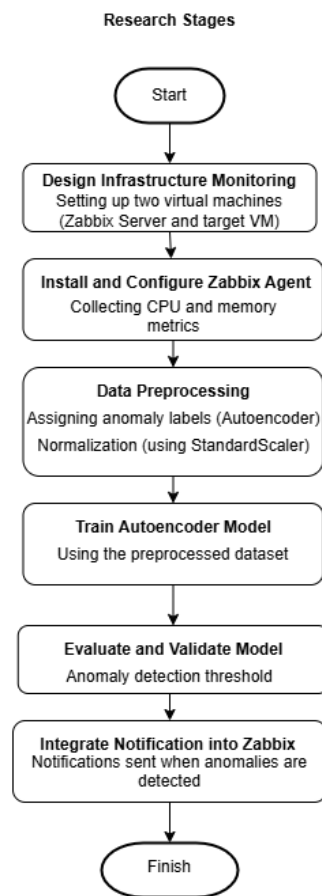 Research Stages
Start
Design Infrastructure Monitoring
Setting up two virtual machines
(Zabbix Server and target VM)
Install and Configure Zabbix Agent
Collecting CPU and memory
metrics
Data Preprocessing
Assigning anomaly labels (Autoencoder)
Normalization (using StandardScaler)
Train Autoencoder Model
Using the preprocessed dataset
Evaluate and Validate Model
Anomaly detection threshold
Integrate Notification into Zabbix
Notifications sent when anomalies are
detected
Finish